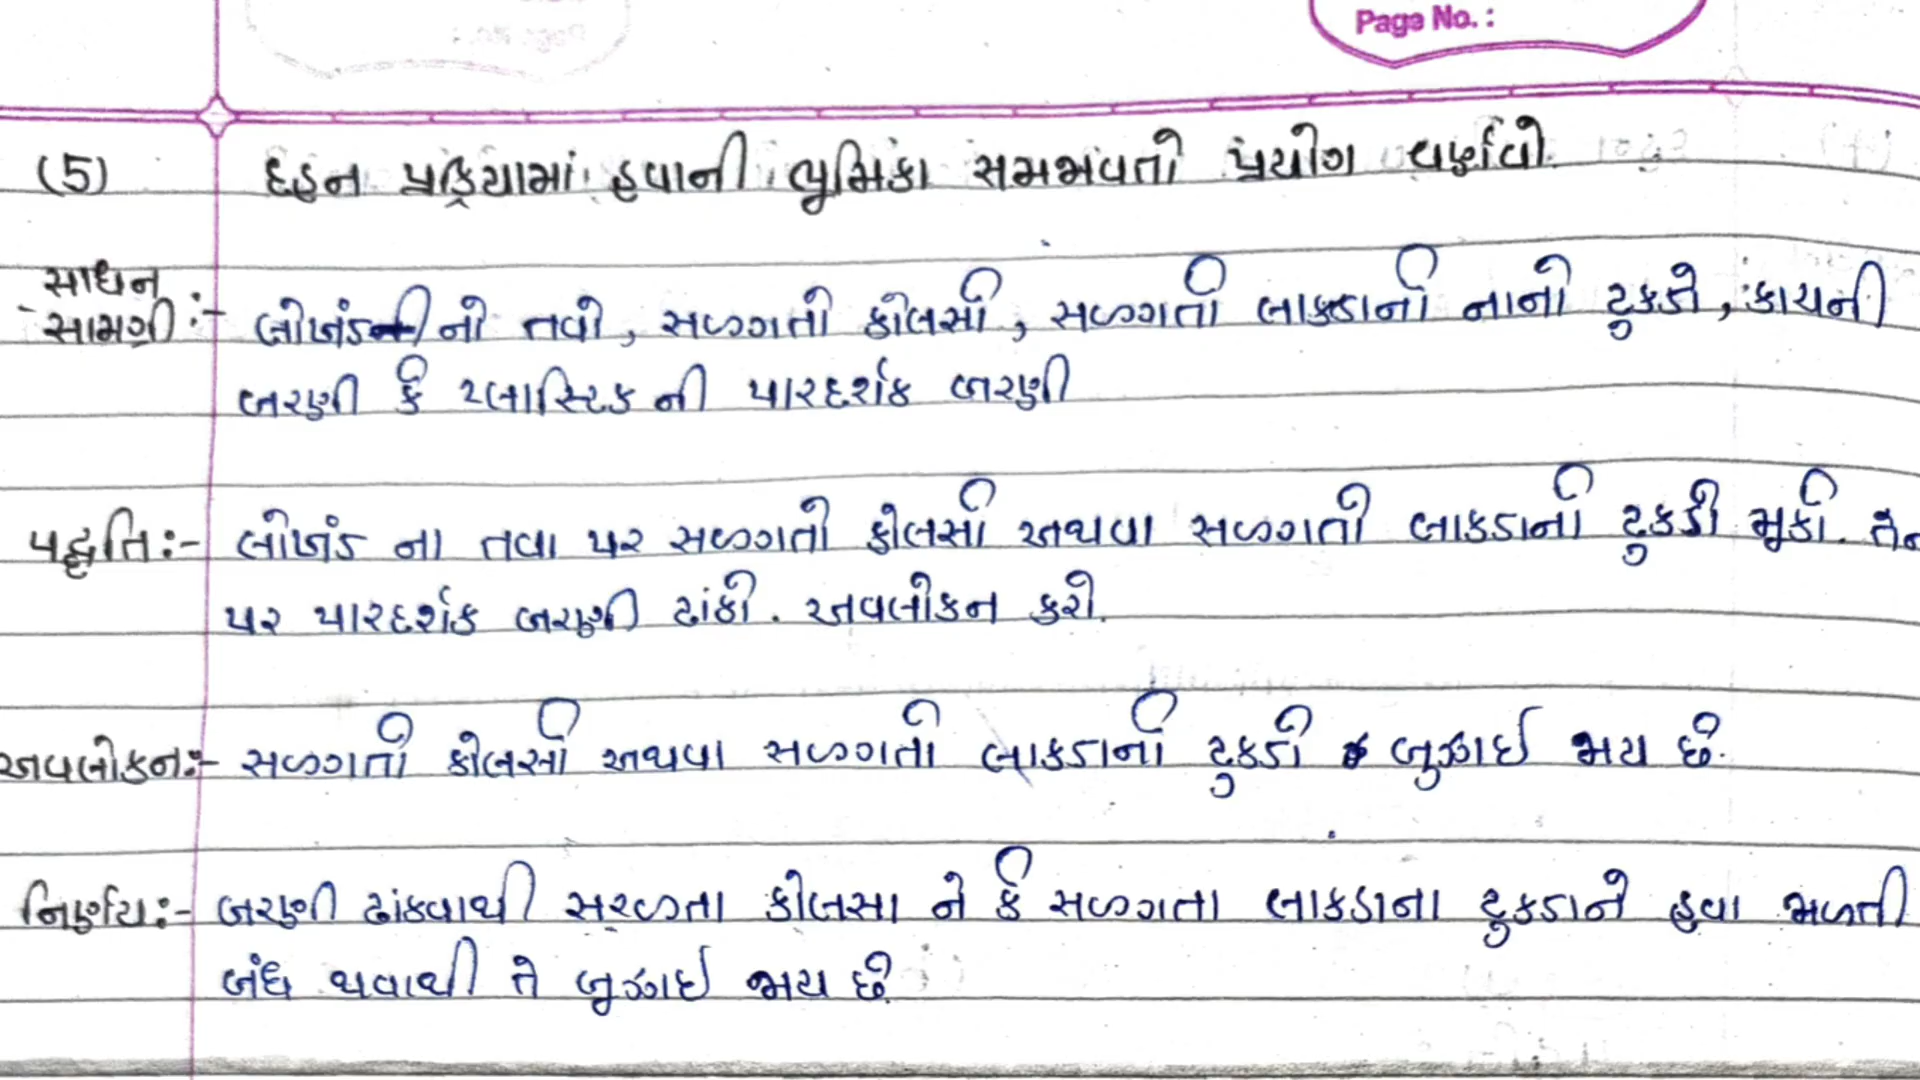 Page No. :
(5) દહન પ્રક્રિયામાં હવાની ભૂમિકા સમજાવતો પ્રયોગ વર્ણવો.
સાધન
સામગ્રી :- લોખંડનો તવો, સળગતો કોલસો, સળગતો લાકડાનો નાનો ટુકડો, કાચની
બરણી કે પ્લાસ્ટિક ની પારદર્શક બરણી
પદ્ધતિ :- લોખંડ ના તવા પર સળગતો કોલસો અથવા સળગતો લાકડાનો ટુકડો મૂકો. તેન
પર પારદર્શક બરણી ઢાંકો. અવલોકન કરો.
અવલોકન :- સળગતો કોલસો અથવા સળગતો લાકડાનો ટુકડો બુઝાઈ જાય છે.
નિર્ણય :- બરણી ઢાંકવાથી સરળતા કોલસા ને કે સળગતા લાકડાના ટુકડાને હવા મળતી
બંધ થવાથી તે બુઝાઈ જાય છે